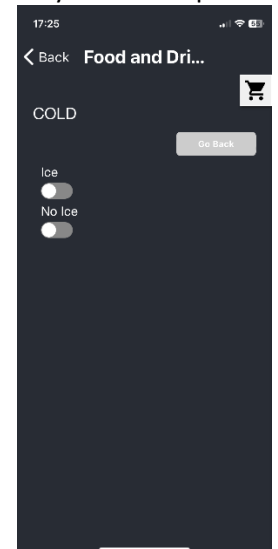 17:25
Back Food and Dri...
COLD
Go Back
Ice
No Ice